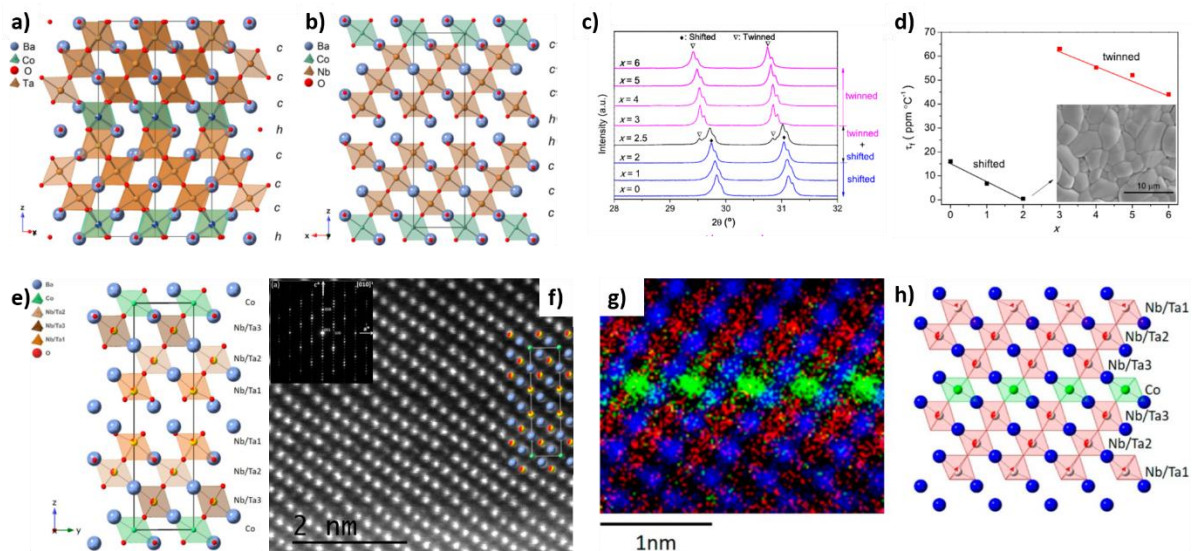 a)
Ba
Co
O
Ta
c
c
c
h
c
c
c
h
z
x
b)
Ba
Co
Nb
O
c
c
c
c
h
h
c
c
c
c
z
x
c)
♦: Shifted ▽: Twinned
x = 6
x = 5
x = 4
x = 3
x = 2.5
x = 2
x = 1
x = 0
twinned
twinned
+
shifted
shifted
Intensity (a.u.)
28 29 30 31 32
2θ (°)
d)
70
60
50
40
30
20
10
0
τf ( ppm °C⁻¹)
twinned
shifted
10 μm
0 1 2 3 4 5 6
x
e)
Ba
Co
Nb/Ta2
Nb/Ta3
Nb/Ta1
O
Co
Nb/Ta3
Nb/Ta2
Nb/Ta1
Nb/Ta1
Nb/Ta2
Nb/Ta3
Co
z
y
f)
(a)
c*
[010]
2 nm
g)
1nm
h)
Nb/Ta1
Nb/Ta2
Nb/Ta3
Co
Nb/Ta3
Nb/Ta2
Nb/Ta1